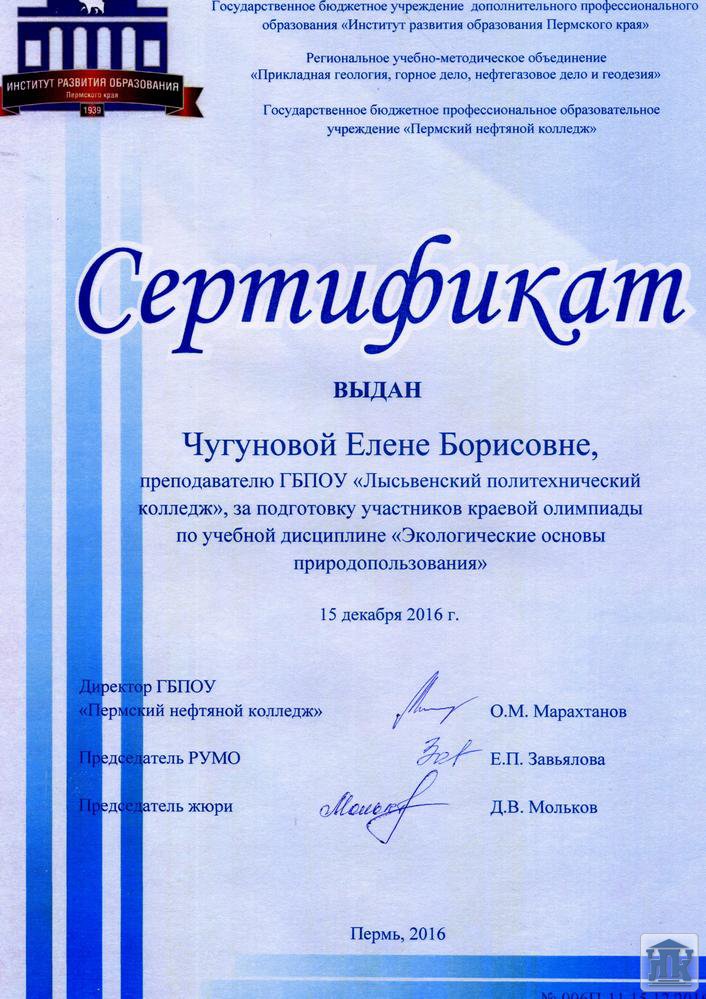 Государственное бюджетное учреждение дополнительного профессионального
образования «Институт развития образования Пермского края»
Региональное учебно-методическое объединение
«Прикладная геология, горное дело, нефтегазовое дело и геодезия»
Государственное бюджетное профессиональное образовательное
учреждение «Пермский нефтяной колледж»
ИНСТИТУТ РАЗВИТИЯ ОБРАЗОВАНИЯ
Пермского края
1939
Сертификат
ВЫДАН
Чугуновой Елене Борисовне,
преподавателю ГБПОУ «Лысьвенский политехнический
колледж», за подготовку участников краевой олимпиады
по учебной дисциплине «Экологические основы
природопользования»
15 декабря 2016 г.
Директор ГБПОУ
«Пермский нефтяной колледж» О.М. Марахтанов
Председатель РУМО Е.П. Завьялова
Председатель жюри Д.В. Мольков
Пермь, 2016